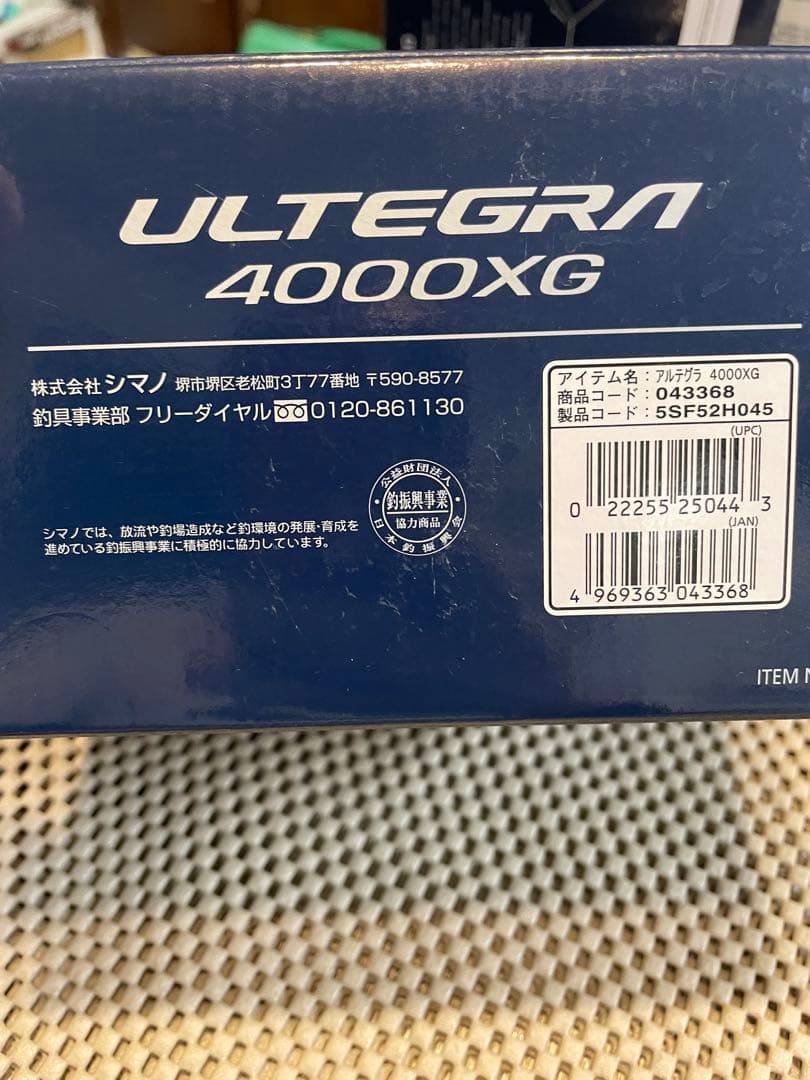 ULTEGRA
4000XG
株式会社 シマノ 堺市堺区老松町3丁77番地 〒590-8577
釣具事業部 フリーダイヤル 0120-861130
シマノでは、放流や釣場造成など釣環境の発展・育成を
進めている釣振興事業に積極的に協力しています。
公益財団法人
釣振興事業
協力商品
日本釣振興会
アイテム名：アルテグラ 4000XG
商品コード：043368
製品コード：5SF52H045
(UPC)
0 22255 25044 3
(JAN)
4 969363 043368
ITEM